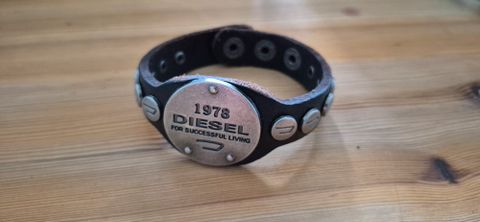 1978
DIESEL
FOR SUCCESSFUL LIVING